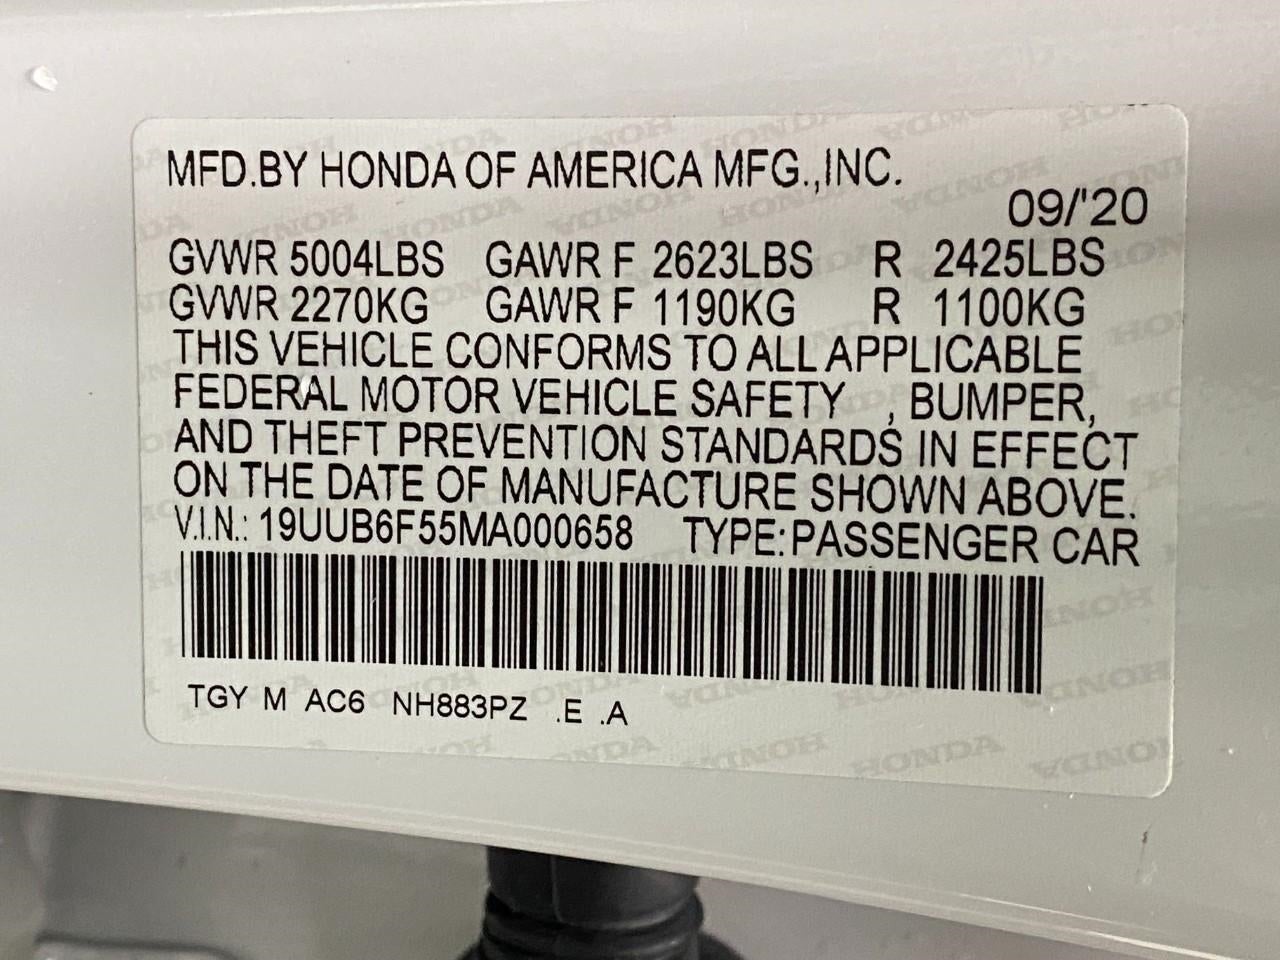 MFD.BY HONDA OF AMERICA MFG.,INC.
09/'20
GVWR 5004LBS GAWR F 2623LBS R 2425LBS
GVWR 2270KG GAWR F 1190KG R 1100KG
THIS VEHICLE CONFORMS TO ALL APPLICABLE
FEDERAL MOTOR VEHICLE SAFETY , BUMPER,
AND THEFT PREVENTION STANDARDS IN EFFECT
ON THE DATE OF MANUFACTURE SHOWN ABOVE.
V.I.N.: 19UUB6F55MA000658 TYPE:PASSENGER CAR
TGY M AC6 NH883PZ .E .A